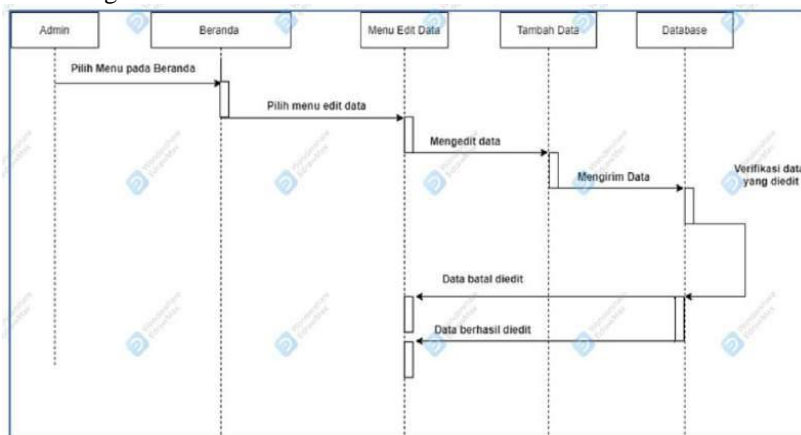 Admin
Beranda
Menu Edit Data
Tambah Data
Database
Pilih Menu pada Beranda
Pilih menu edit data
Mengedit data
Mengirim Data
Verifikasi data
yang diedit
Data batal diedit
Data berhasil diedit